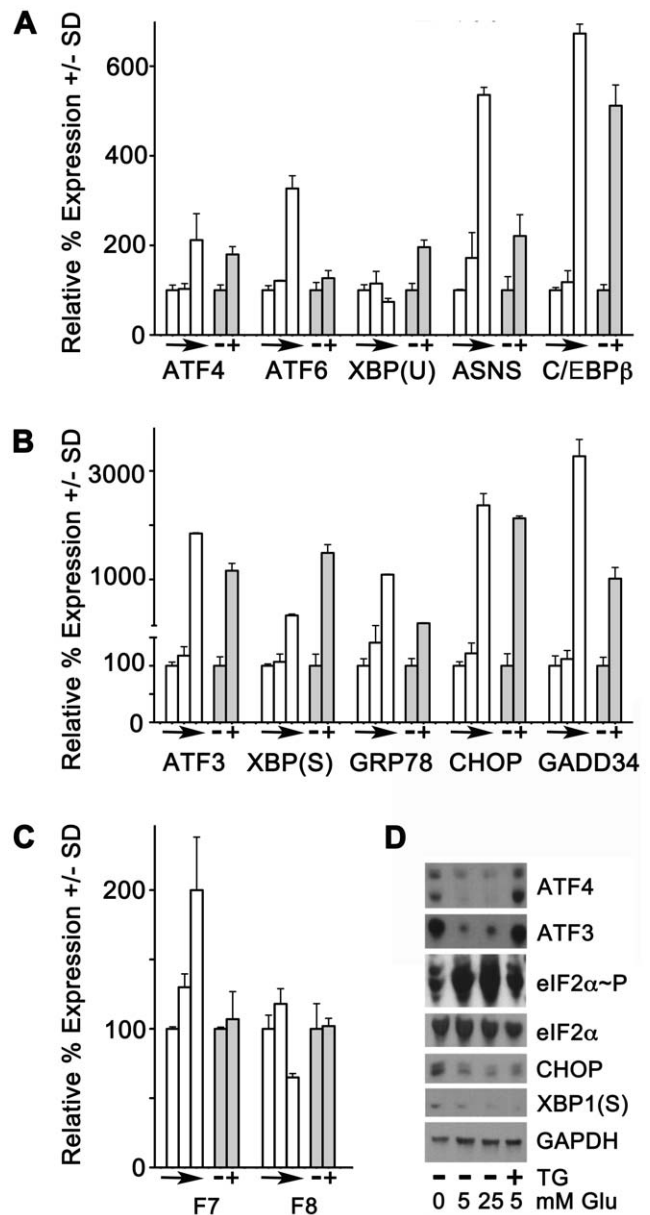 A
Relative % Expression +/- SD
600
400
200
0
-+ -+ -+ -+ -+
ATF4 ATF6 XBP(U) ASNS C/EBPβ
B
Relative % Expression +/- SD
3000
1000
100
0
-+ -+ -+ -+ -+
ATF3 XBP(S) GRP78 CHOP GADD34
C
Relative % Expression +/- SD
200
100
0
-+ -+
F7 F8
D
ATF4
ATF3
eIF2α~P
eIF2α
CHOP
XBP1(S)
GAPDH
- - - + TG
0 5 25 5 mM Glu